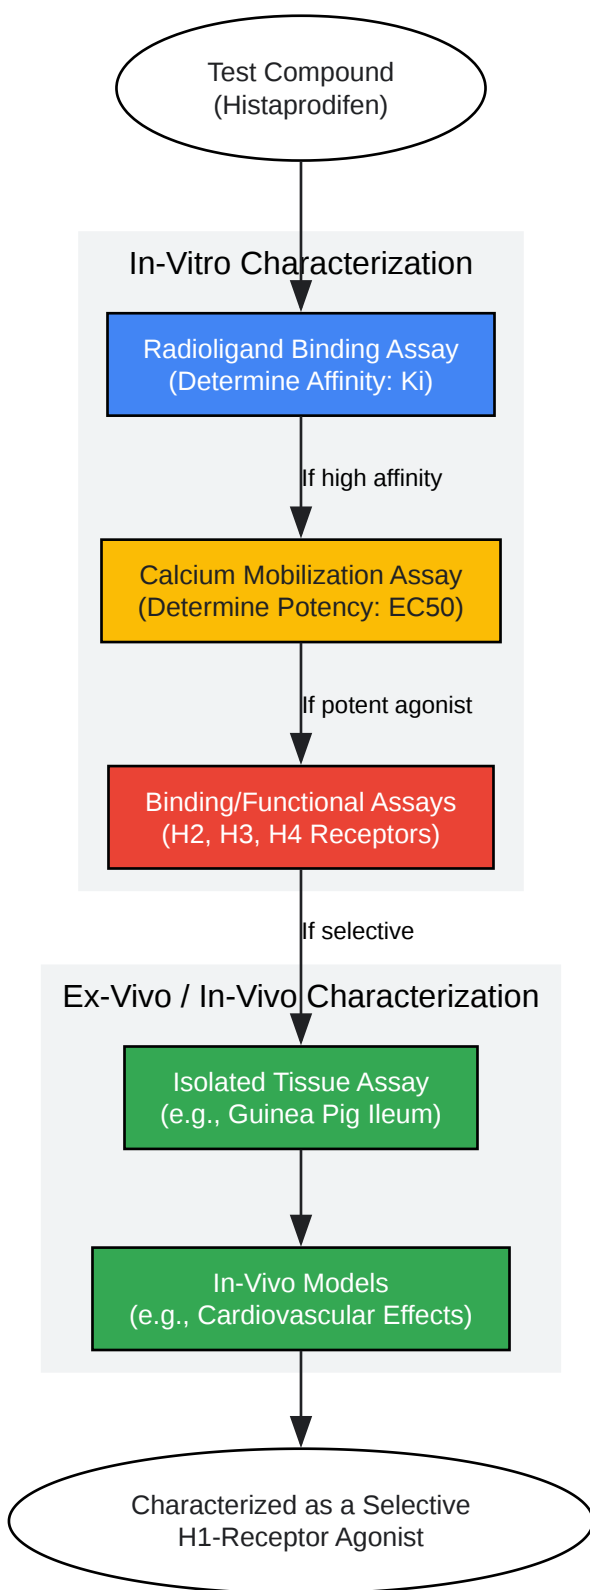 Test Compound
(Histaprodifen)
In-Vitro Characterization
Radioligand Binding Assay
(Determine Affinity: Ki)
If high affinity
Calcium Mobilization Assay
(Determine Potency: EC50)
If potent agonist
Binding/Functional Assays
(H2, H3, H4 Receptors)
If selective
Ex-Vivo / In-Vivo Characterization
Isolated Tissue Assay
(e.g., Guinea Pig Ileum)
In-Vivo Models
(e.g., Cardiovascular Effects)
Characterized as a Selective
H1-Receptor Agonist